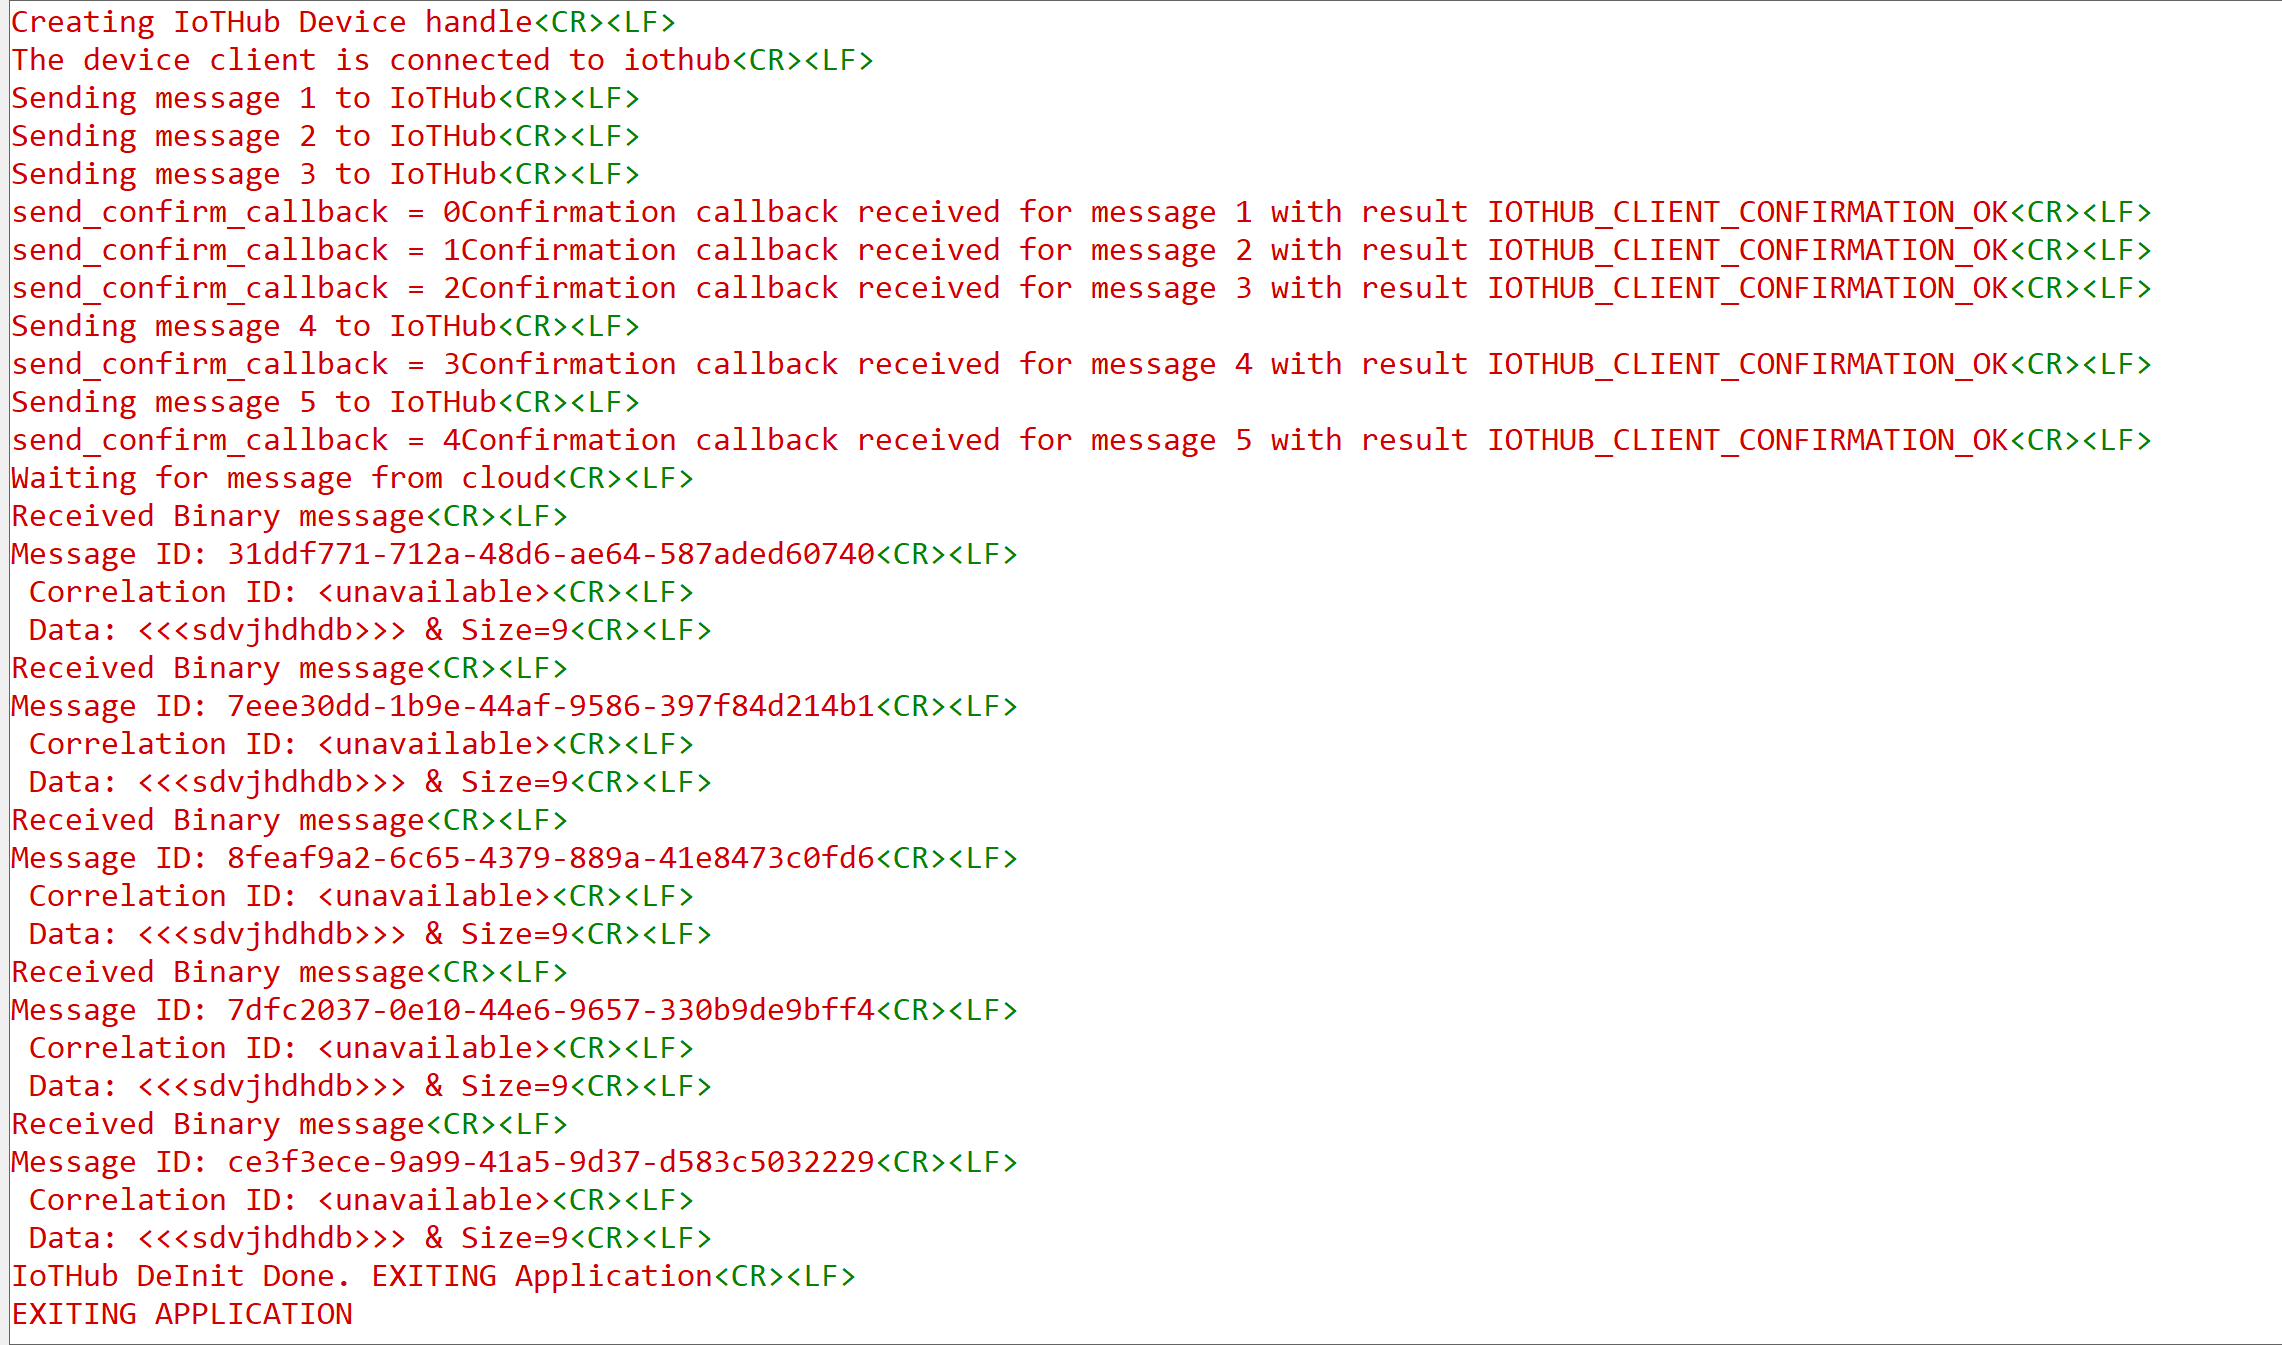 Creating IoTHub Device handle<CR><LF>
The device client is connected to iothub<CR><LF>
Sending message 1 to IoTHub<CR><LF>
Sending message 2 to IoTHub<CR><LF>
Sending message 3 to IoTHub<CR><LF>
send_confirm_callback = 0Confirmation callback received for message 1 with result IOTHUB_CLIENT_CONFIRMATION_OK<CR><LF>
send_confirm_callback = 1Confirmation callback received for message 2 with result IOTHUB_CLIENT_CONFIRMATION_OK<CR><LF>
send_confirm_callback = 2Confirmation callback received for message 3 with result IOTHUB_CLIENT_CONFIRMATION_OK<CR><LF>
Sending message 4 to IoTHub<CR><LF>
send_confirm_callback = 3Confirmation callback received for message 4 with result IOTHUB_CLIENT_CONFIRMATION_OK<CR><LF>
Sending message 5 to IoTHub<CR><LF>
send_confirm_callback = 4Confirmation callback received for message 5 with result IOTHUB_CLIENT_CONFIRMATION_OK<CR><LF>
Waiting for message from cloud<CR><LF>
Received Binary message<CR><LF>
Message ID: 31ddf771-712a-48d6-ae64-587aded60740<CR><LF>
 Correlation ID: <unavailable><CR><LF>
 Data: <<<sdvjhdhdb>>> & Size=9<CR><LF>
Received Binary message<CR><LF>
Message ID: 7eee30dd-1b9e-44af-9586-397f84d214b1<CR><LF>
 Correlation ID: <unavailable><CR><LF>
 Data: <<<sdvjhdhdb>>> & Size=9<CR><LF>
Received Binary message<CR><LF>
Message ID: 8feaf9a2-6c65-4379-889a-41e8473c0fd6<CR><LF>
 Correlation ID: <unavailable><CR><LF>
 Data: <<<sdvjhdhdb>>> & Size=9<CR><LF>
Received Binary message<CR><LF>
Message ID: 7dfc2037-0e10-44e6-9657-330b9de9bff4<CR><LF>
 Correlation ID: <unavailable><CR><LF>
 Data: <<<sdvjhdhdb>>> & Size=9<CR><LF>
Received Binary message<CR><LF>
Message ID: ce3f3ece-9a99-41a5-9d37-d583c5032229<CR><LF>
 Correlation ID: <unavailable><CR><LF>
 Data: <<<sdvjhdhdb>>> & Size=9<CR><LF>
IoTHub DeInit Done. EXITING Application<CR><LF>
EXITING APPLICATION